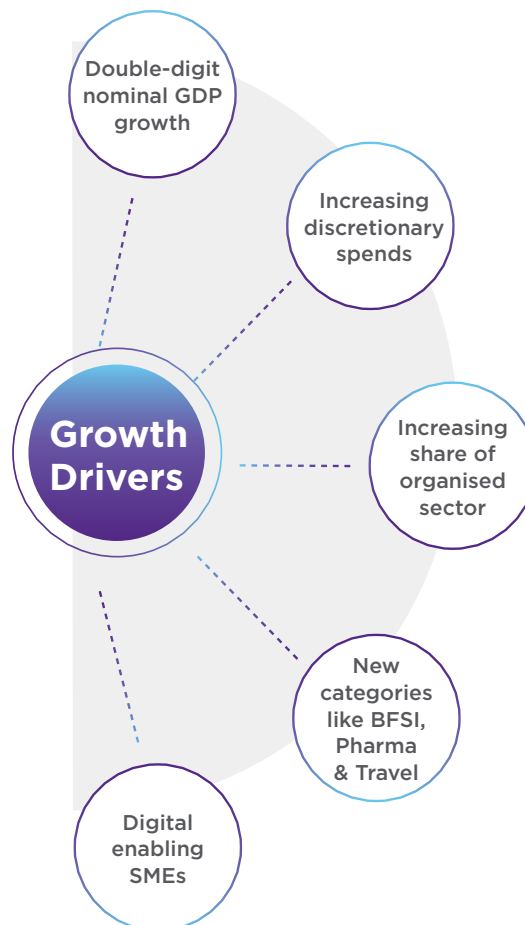 Double-digit
nominal GDP
growth
Increasing
discretionary
spends
Growth
Drivers
Increasing
share of
organised
sector
New
categories
like BFSI,
Pharma
& Travel
Digital
enabling
SMEs